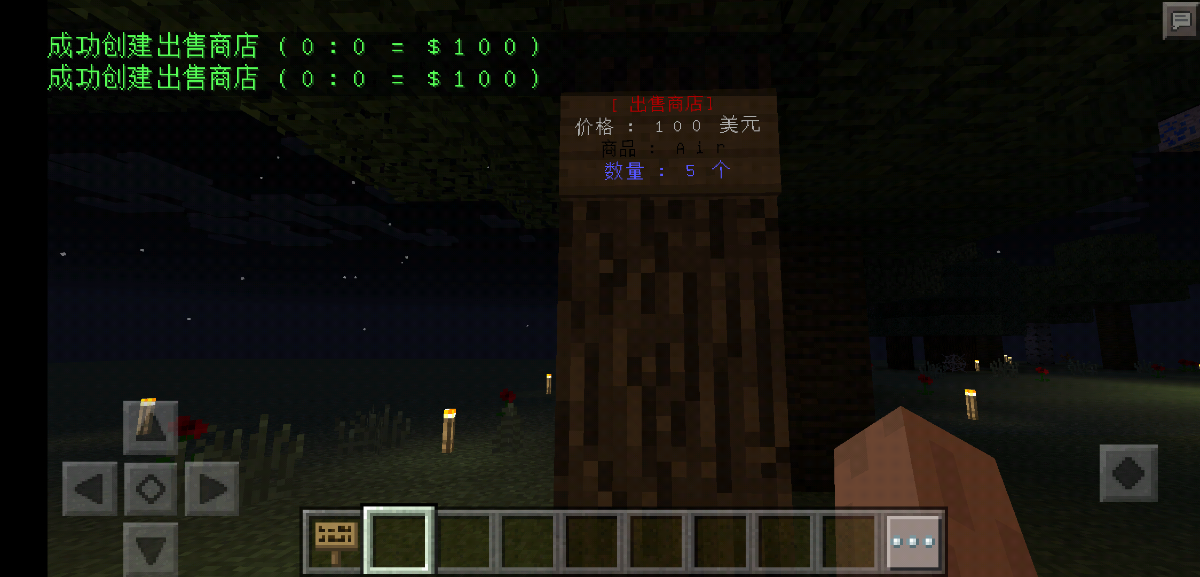 成功创建出售商店 (0:0 = $100)
成功创建出售商店 (0:0 = $100)
[出售商店]
价格: 100 美元
商品: Air
数量: 5 个